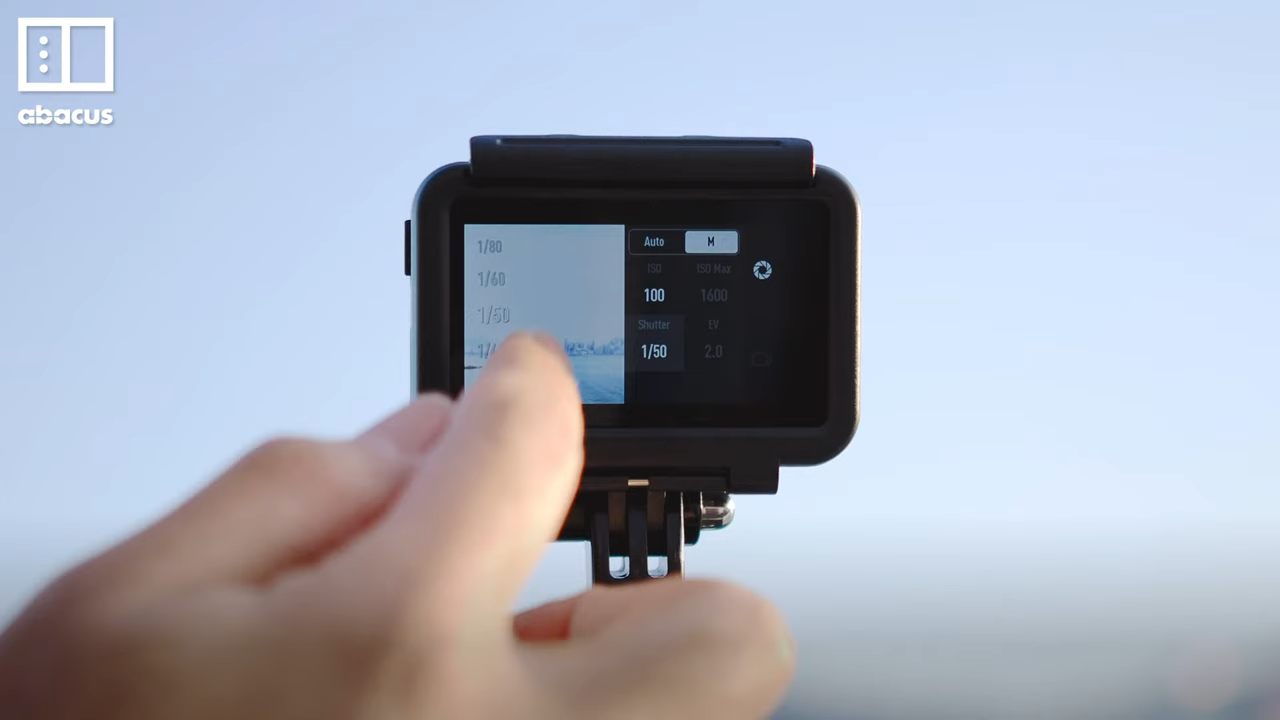 abacus
1/80
1/60
1/50
Auto M
ISO ISO Max
100 1600
Shutter EV
1/50 2.0